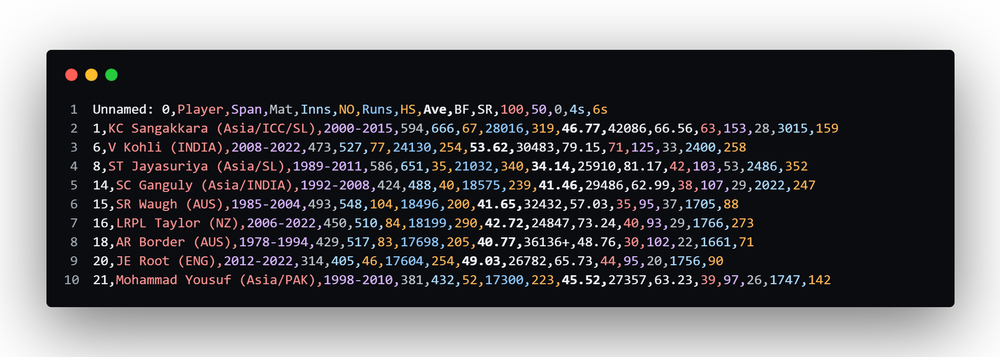 1 Unnamed: 0,Player,Span,Mat,Inns,NO,Runs,HS,Ave,BF,SR,100,50,0,4s,6s
2 1,KC Sangakkara (Asia/ICC/SL),2000-2015,594,666,67,28016,319,46.77,42086,66.56,63,153,28,3015,159
3 6,V Kohli (INDIA),2008-2022,473,527,77,24130,254,53.62,30483,79.15,71,125,33,2400,258
4 8,ST Jayasuriya (Asia/SL),1989-2011,586,651,35,21032,340,34.14,25910,81.17,42,103,53,2486,352
5 14,SC Ganguly (Asia/INDIA),1992-2008,424,488,40,18575,239,41.46,29486,62.99,38,107,29,2022,247
6 15,SR Waugh (AUS),1985-2004,493,548,104,18496,200,41.65,32432,57.03,35,95,37,1705,88
7 16,LRPL Taylor (NZ),2006-2022,450,510,84,18199,290,42.72,24847,73.24,40,93,29,1766,273
8 18,AR Border (AUS),1978-1994,429,517,83,17698,205,40.77,36136+,48.76,30,102,22,1661,71
9 20,JE Root (ENG),2012-2022,314,405,46,17604,254,49.03,26782,65.73,44,95,20,1756,90
10 21,Mohammad Yousuf (Asia/PAK),1998-2010,381,432,52,17300,223,45.52,27357,63.23,39,97,26,1747,142